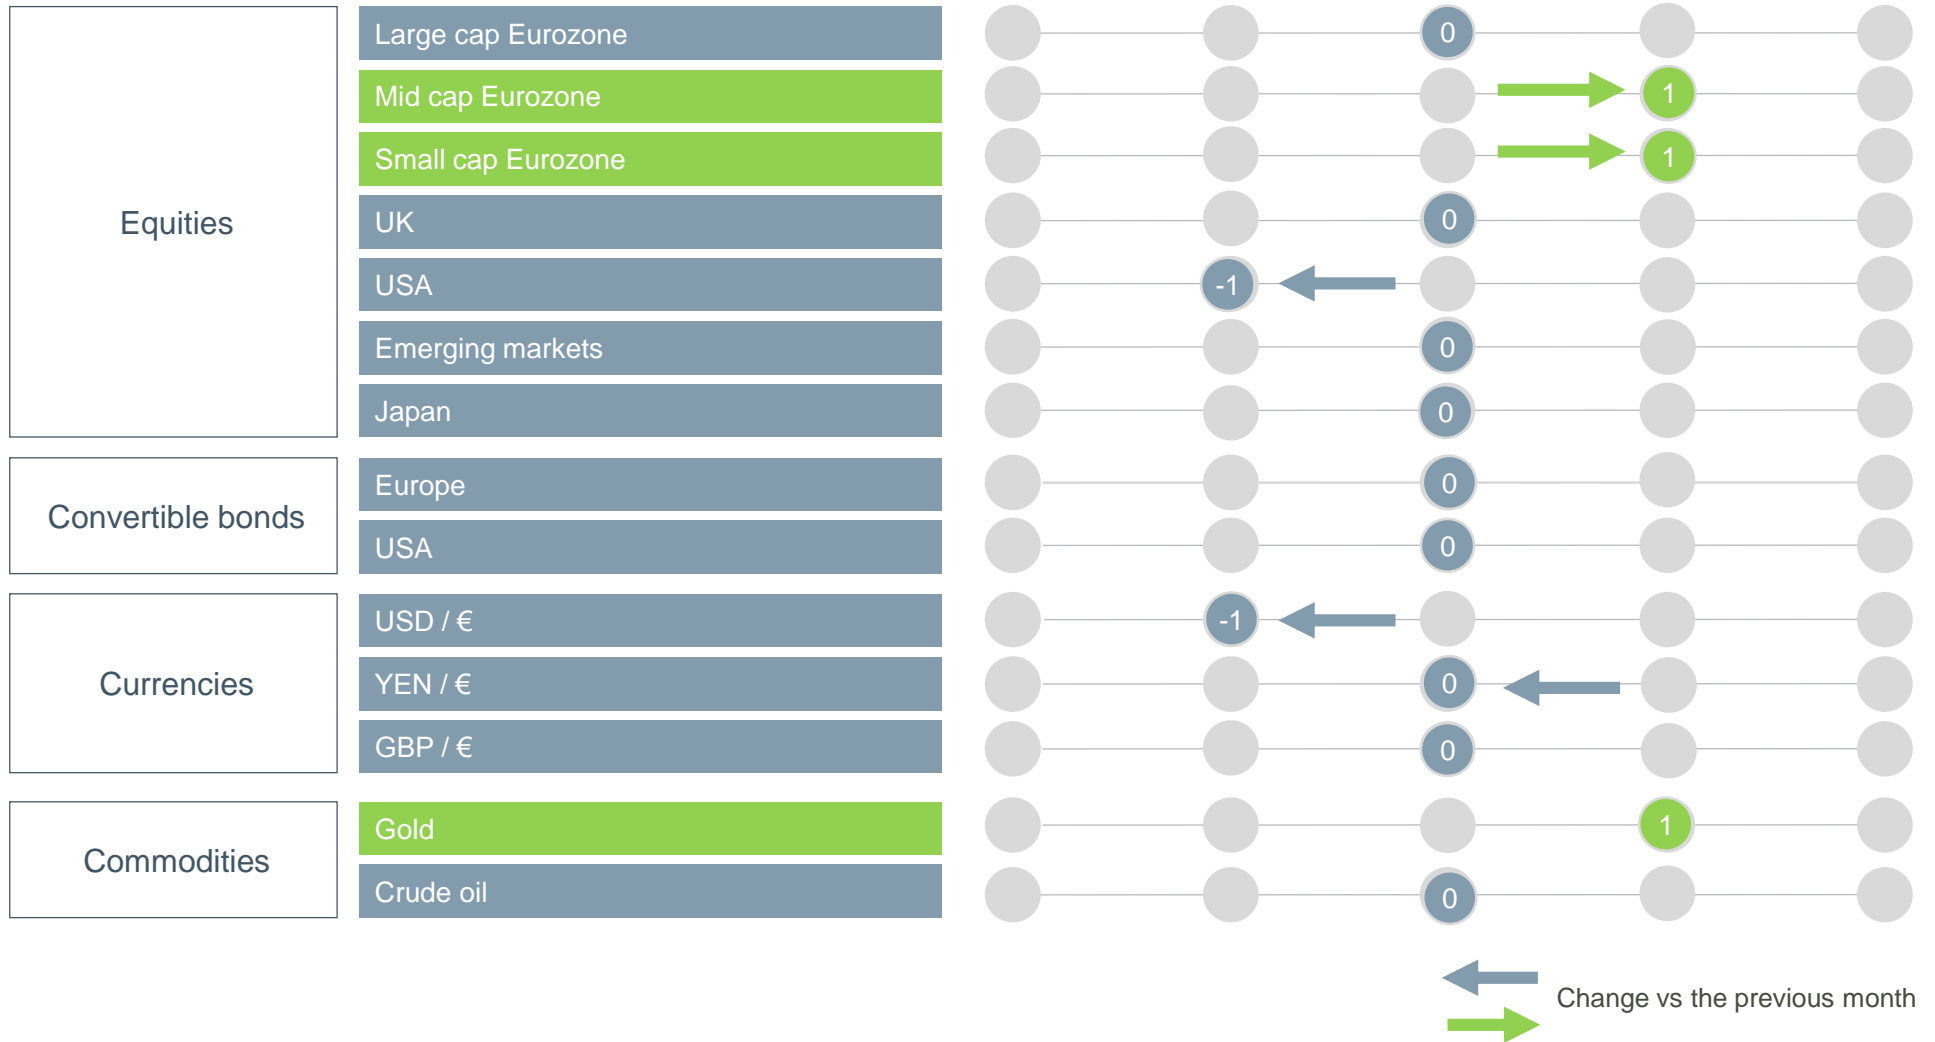 Equities
Large cap Eurozone 0
Mid cap Eurozone 1
Small cap Eurozone 1
UK 0
USA -1
Emerging markets 0
Japan 0
Convertible bonds
Europe 0
USA 0
Currencies
USD / € -1
YEN / € 0
GBP / € 0
Commodities
Gold 1
Crude oil 0
Change vs the previous month